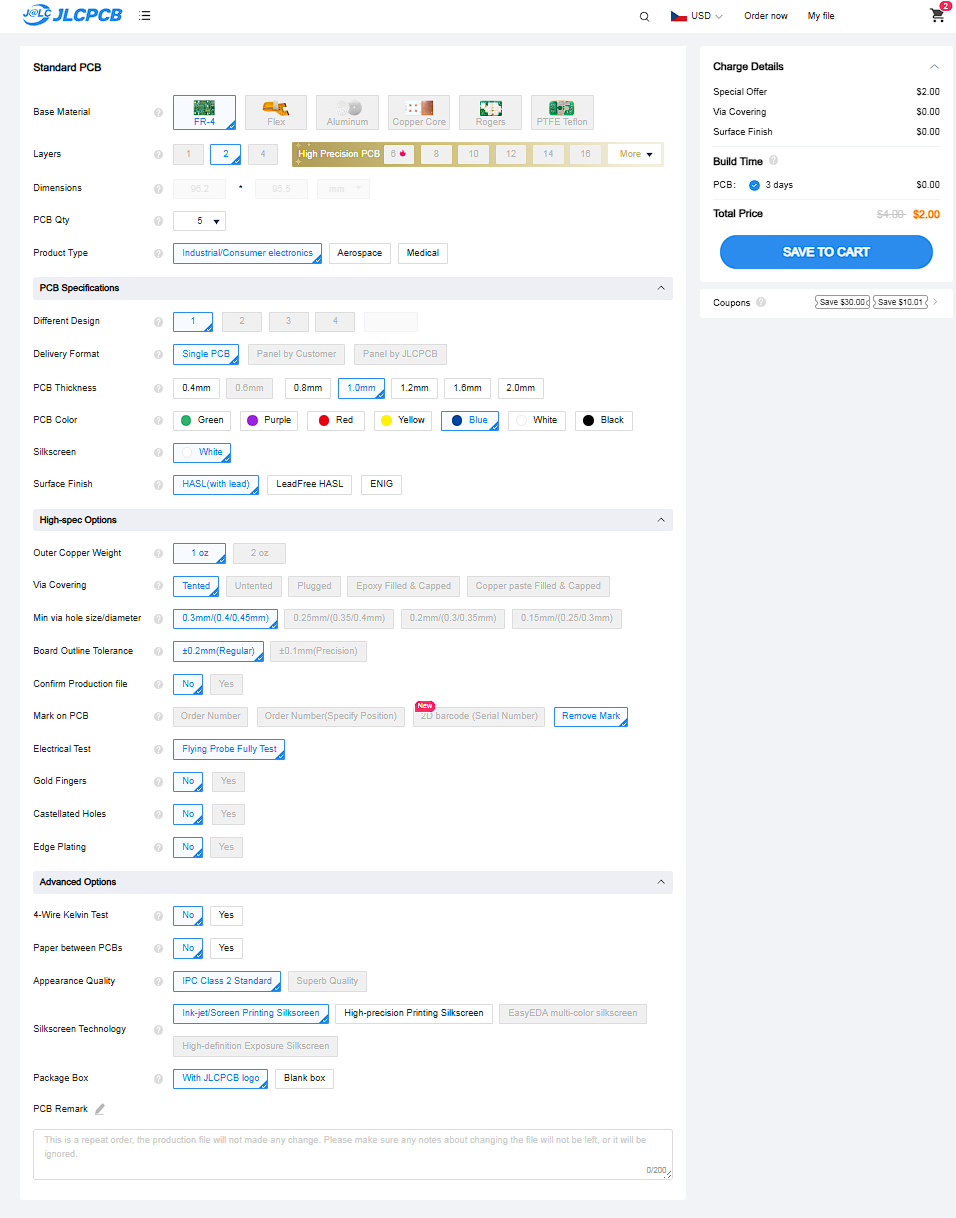 J@LC JLCPCB USD Order now My file 2
Standard PCB
Base Material FR-4 Flex Aluminum Copper Core Rogers PTFE Teflon
Layers 1 2 4 High Precision PCB 6 8 10 12 14 16 More
Dimensions 96.2 * 95.5 mm
PCB Qty 5
Product Type Industrial/Consumer electronics Aerospace Medical
PCB Specifications
Different Design 1 2 3 4
Delivery Format Single PCB Panel by Customer Panel by JLCPCB
PCB Thickness 0.4mm 0.6mm 0.8mm 1.0mm 1.2mm 1.6mm 2.0mm
PCB Color Green Purple Red Yellow Blue White Black
Silkscreen White
Surface Finish HASL(with lead) LeadFree HASL ENIG
High-spec Options
Outer Copper Weight 1 oz 2 oz
Via Covering Tented Untented Plugged Epoxy Filled & Capped Copper paste Filled & Capped
Min via hole size/diameter 0.3mm/(0.4/0.45mm) 0.25mm/(0.35/0.4mm) 0.2mm/(0.3/0.35mm) 0.15mm/(0.25/0.3mm)
Board Outline Tolerance ±0.2mm(Regular) ±0.1mm(Precision)
Confirm Production file No Yes
New
Mark on PCB Order Number Order Number(Specify Position) 2D barcode (Serial Number) Remove Mark
Electrical Test Flying Probe Fully Test
Gold Fingers No Yes
Castellated Holes No Yes
Edge Plating No Yes
Advanced Options
4-Wire Kelvin Test No Yes
Paper between PCBs No Yes
Appearance Quality IPC Class 2 Standard Superb Quality
Silkscreen Technology Ink-jet/Screen Printing Silkscreen High-precision Printing Silkscreen EasyEDA multi-color silkscreen
High-definition Exposure Silkscreen
Package Box With JLCPCB logo Blank box
PCB Remark
This is a repeat order, the production file will not made any change. Please make sure any notes about changing the file will not be left, or it will be
ignored.
0/200
Charge Details
Special Offer $2.00
Via Covering $0.00
Surface Finish $0.00
Build Time
PCB: 3 days $0.00
Total Price $4.00 $2.00
SAVE TO CART
Coupons Save $30.00 Save $10.01